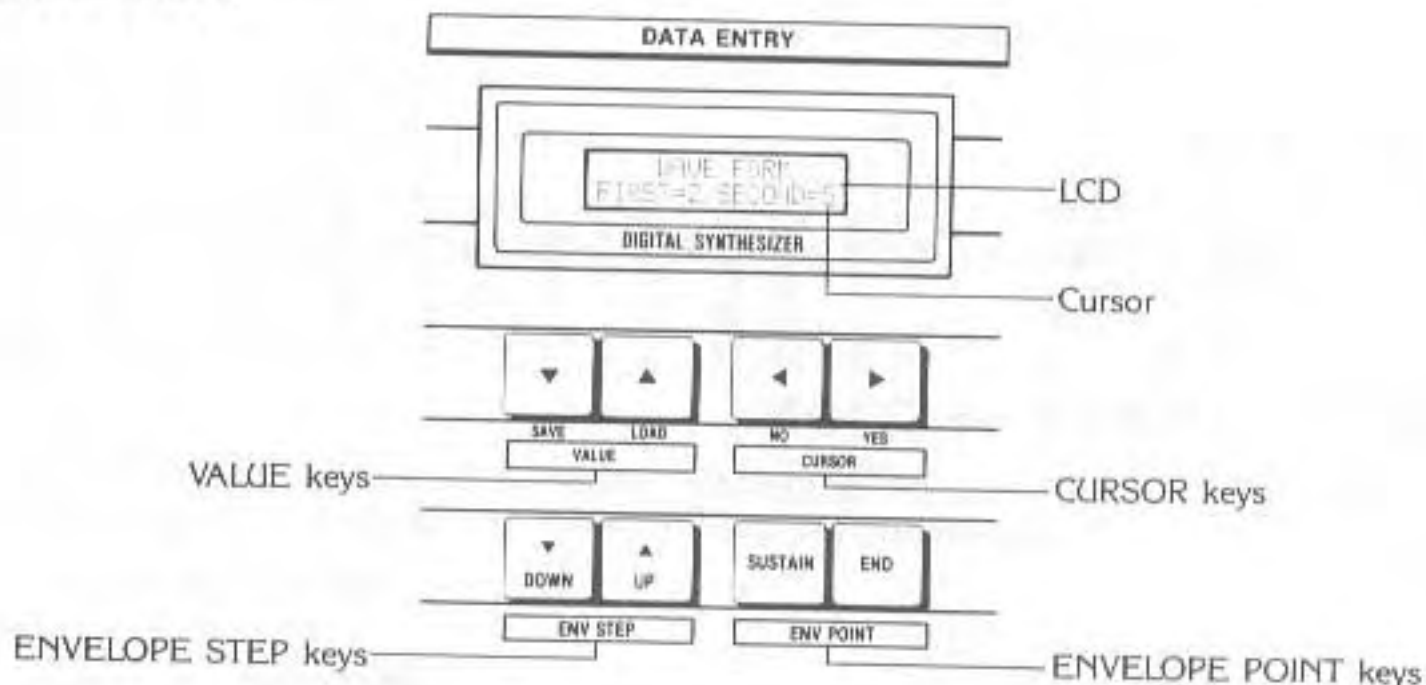 DATA ENTRY
WAVE FORM
FIRST=2 SECOND=5
LCD
DIGITAL SYNTHESIZER
Cursor
SAVE LOAD NO YES
VALUE CURSOR
VALUE keys
CURSOR keys
DOWN UP SUSTAIN END
ENV STEP ENV POINT
ENVELOPE STEP keys
ENVELOPE POINT keys